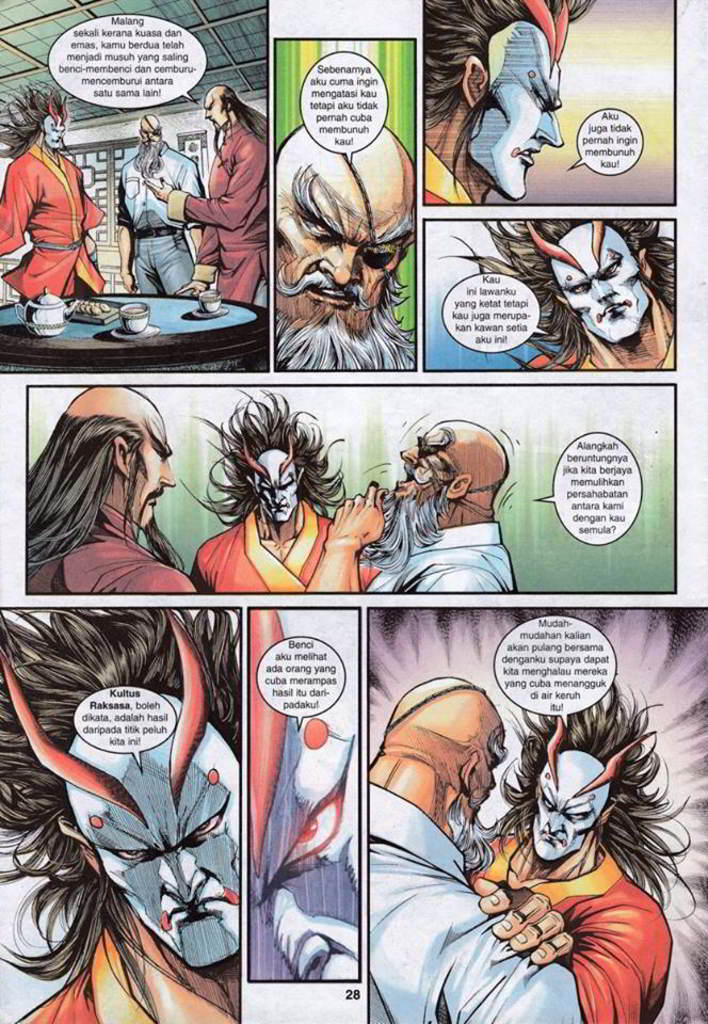 Malang
sekali kerana kuasa dan
emas, kamu berdua telah
menjadi musuh yang saling
benci-membenci dan cemburu-
mencemburui antara
satu sama lain!
Sebenarnya
aku cuma ingin
mengatasi kau
tetapi aku tidak
pernah cuba
membunuh
kau!
Aku
juga tidak
pernah ingin
membunuh
kau!
Kau
ini lawanku
yang ketat tetapi
kau juga merupa-
kan kawan setia
aku ini!
Alangkah
beruntungnya
jika kita berjaya
memulihkan
persahabatan
antara kami
dengan kau
semula?
Kultus
Raksasa, boleh
dikata, adalah hasil
daripada titik peluh
kita ini!
Benci
aku melihat
ada orang yang
cuba merampas
hasil itu dari-
padaku!
Mudah-
mudahan kalian
akan pulang bersama
denganku supaya dapat
kita menghalau mereka
yang cuba menangguk
di air keruh
itu!
28